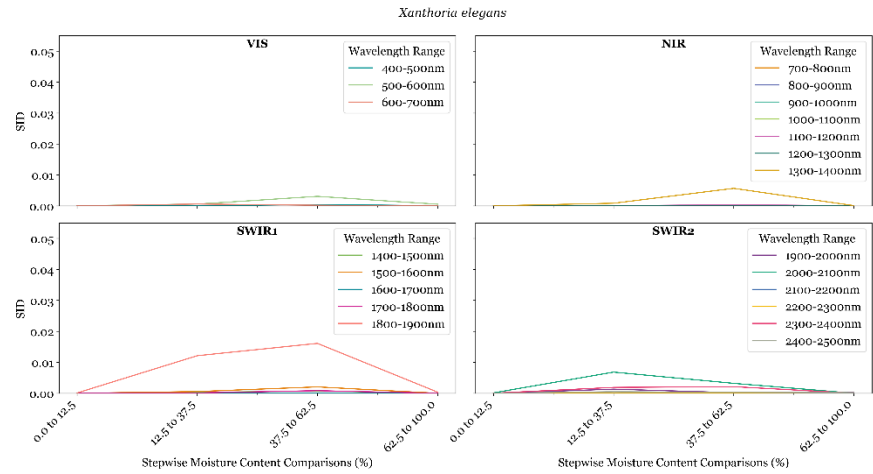 Xanthoria elegans
VIS
Wavelength Range
400-500nm
500-600nm
600-700nm
0.05
0.04
0.03
0.02
0.01
0.00
SID
NIR
Wavelength Range
700-800nm
800-900nm
900-1000nm
1000-1100nm
1100-1200nm
1200-1300nm
1300-1400nm
SWIR1
Wavelength Range
1400-1500nm
1500-1600nm
1600-1700nm
1700-1800nm
1800-1900nm
0.05
0.04
0.03
0.02
0.01
0.00
SID
0.0 to 12.5
12.5 to 37.5
37.5 to 62.5
62.5 to 100.0
Stepwise Moisture Content Comparisons (%)
SWIR2
Wavelength Range
1900-2000nm
2000-2100nm
2100-2200nm
2200-2300nm
2300-2400nm
2400-2500nm
0.0 to 12.5
12.5 to 37.5
37.5 to 62.5
62.5 to 100.0
Stepwise Moisture Content Comparisons (%)